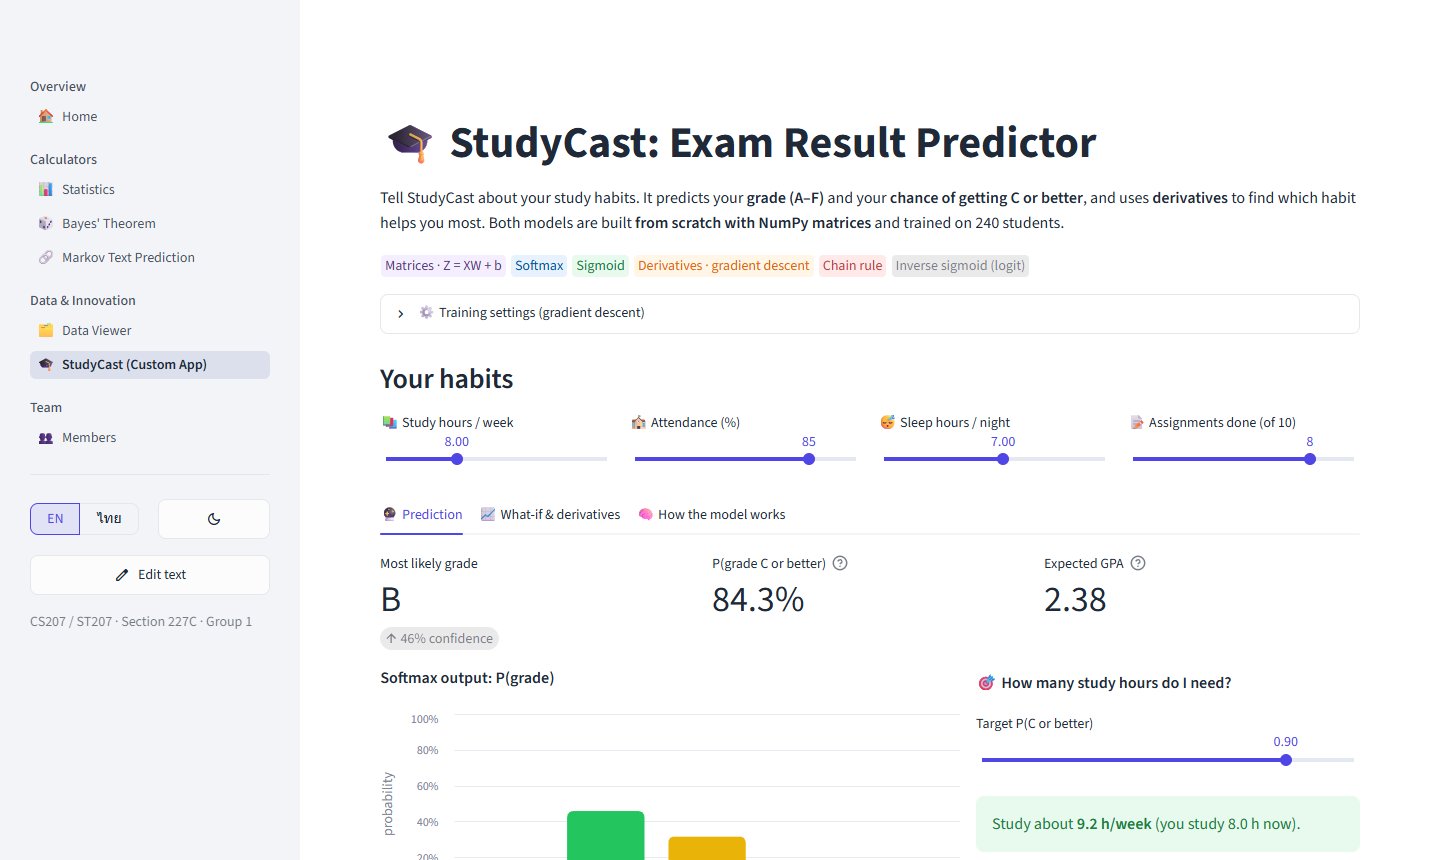 Overview
Home
Calculators
Statistics
Bayes' Theorem
Markov Text Prediction
Data & Innovation
Data Viewer
StudyCast (Custom App)
Team
Members
EN
ไทย
Edit text
CS207 / ST207 · Section 227C · Group 1
StudyCast: Exam Result Predictor
Tell StudyCast about your study habits. It predicts your grade (A–F) and your chance of getting C or better, and uses derivatives to find which habit
helps you most. Both models are built from scratch with NumPy matrices and trained on 240 students.
Matrices · Z = XW + b Softmax Sigmoid Derivatives · gradient descent Chain rule Inverse sigmoid (logit)
Training settings (gradient descent)
Your habits
Study hours / week
8.00
Attendance (%)
85
Sleep hours / night
7.00
Assignments done (of 10)
8
Prediction What-if & derivatives How the model works
Most likely grade
B
↑ 46% confidence
P(grade C or better)
84.3%
Expected GPA
2.38
Softmax output: P(grade)
100%
80%
60%
40%
20%
probability
How many study hours do I need?
Target P(C or better)
0.90
Study about 9.2 h/week (you study 8.0 h now).